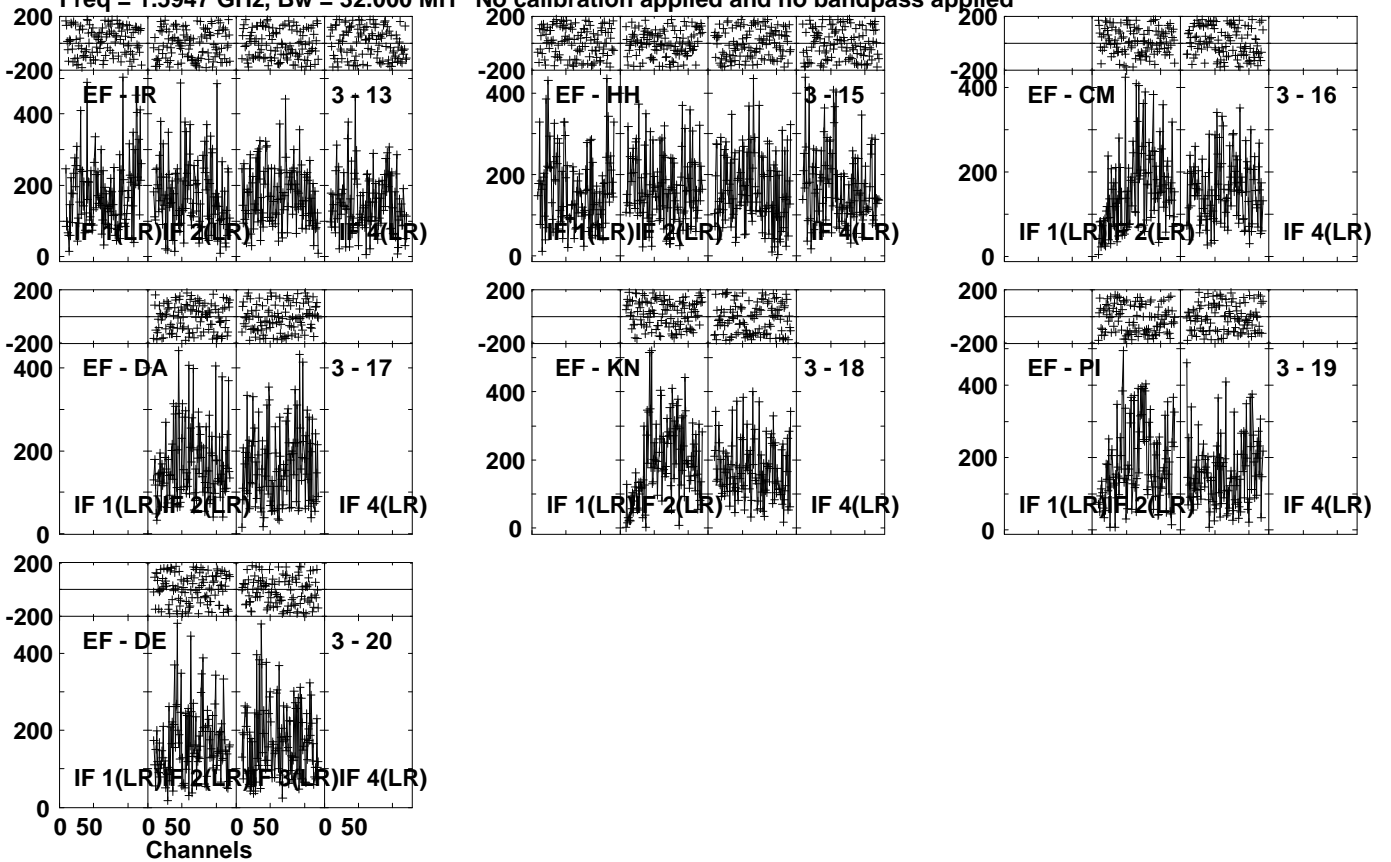 Freq = 1.5947 GHz, Bw = 32.000 MH No calibration applied and no bandpass applied
200
-200
EF - IR 3 - 13
400
200
0
IF 1(LR) IF 2(LR) IF 4(LR)
200
-200
EF - HH 3 - 15
400
200
0
IF 1(LR) IF 2(LR) IF 4(LR)
200
-200
EF - CM 3 - 16
400
200
0
IF 1(LR) IF 2(LR) IF 4(LR)
200
-200
EF - DA 3 - 17
400
200
0
IF 1(LR) IF 2(LR) IF 4(LR)
200
-200
EF - KN 3 - 18
400
200
0
IF 1(LR) IF 2(LR) IF 4(LR)
200
-200
EF - PI 3 - 19
400
200
0
IF 1(LR) IF 2(LR) IF 4(LR)
200
-200
EF - DE 3 - 20
400
200
0
IF 1(LR) IF 2(LR) IF 3(LR) IF 4(LR)
0 50 0 50 0 50 0 50
Channels